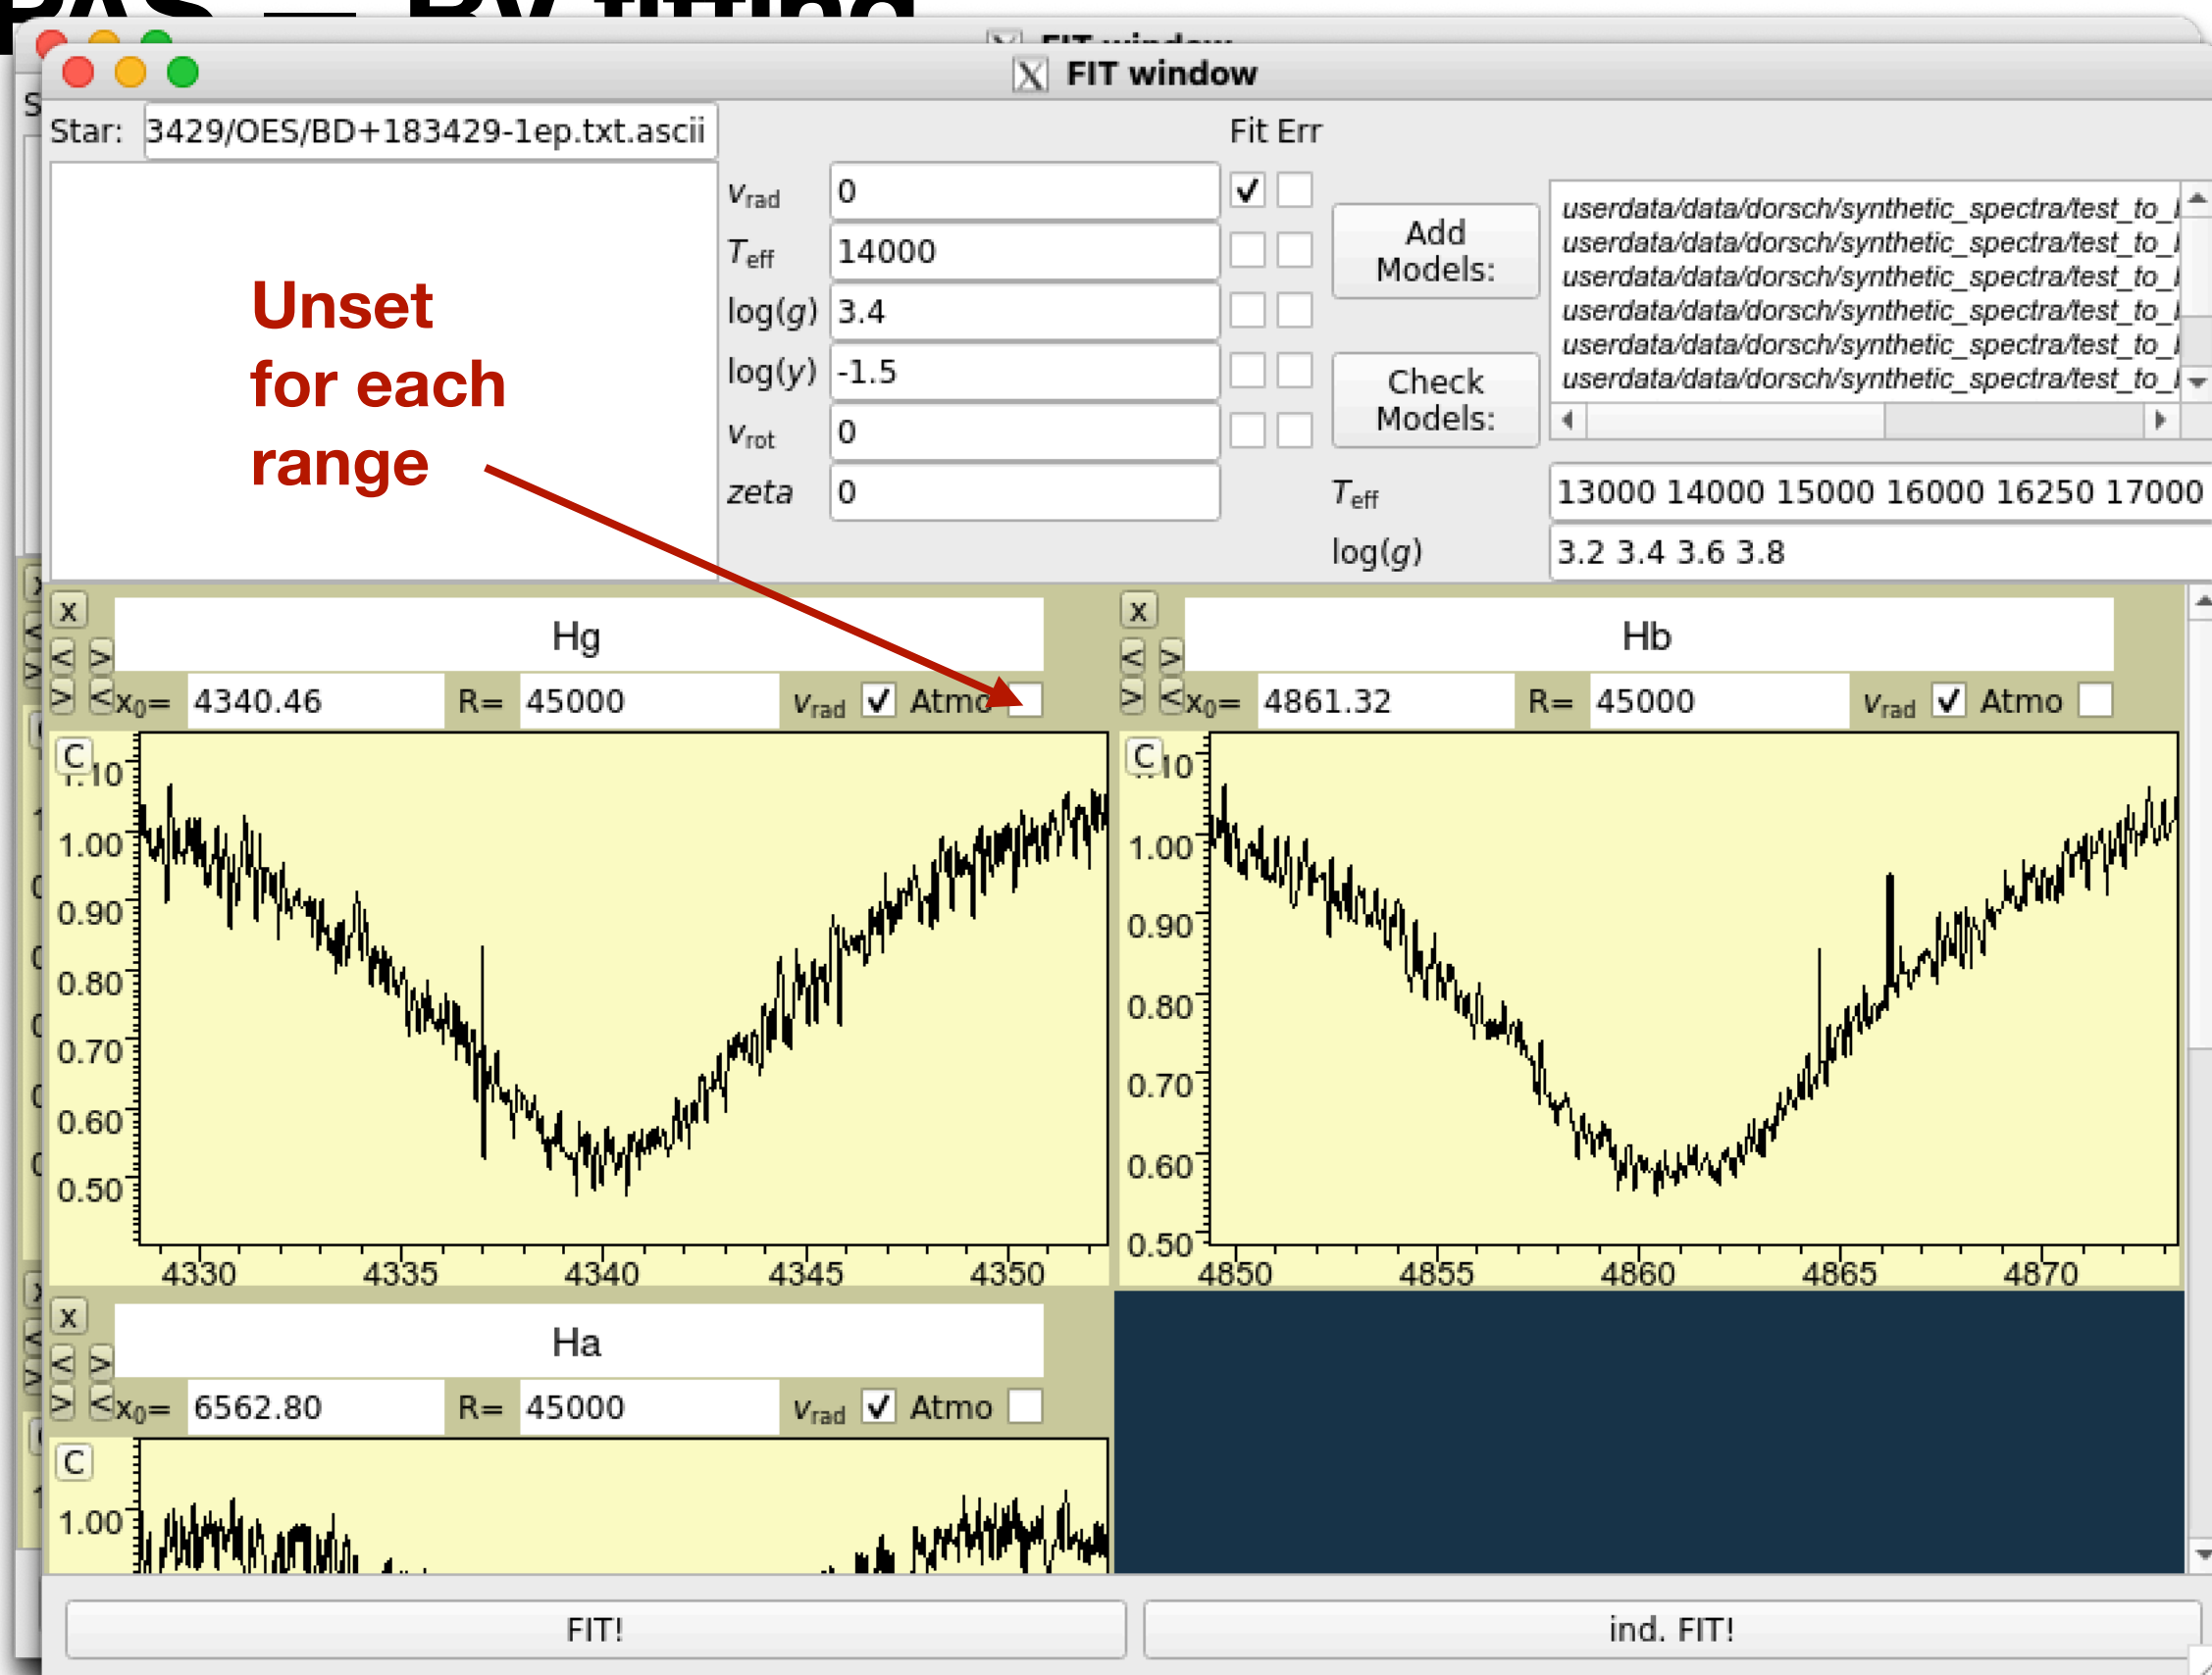 FIT window
FIT window
Star: 3429/OES/BD+183429-1ep.txt.ascii
Fit Err
vrad 0
Teff 14000
log(g) 3.4
log(y) -1.5
vrot 0
zeta 0
Unset
for each
range
Add
Models:
Check
Models:
userdata/data/dorsch/synthetic_spectra/test_to_
userdata/data/dorsch/synthetic_spectra/test_to_
userdata/data/dorsch/synthetic_spectra/test_to_
userdata/data/dorsch/synthetic_spectra/test_to_
userdata/data/dorsch/synthetic_spectra/test_to_
userdata/data/dorsch/synthetic_spectra/test_to_
Teff 13000 14000 15000 16000 16250 17000
log(g) 3.2 3.4 3.6 3.8
x
Hg
< >
> <
x0= 4340.46 R= 45000 vrad Atmo
C
1.10
1.00
0.90
0.80
0.70
0.60
0.50
4330 4335 4340 4345 4350
x
Hb
< >
> <
x0= 4861.32 R= 45000 vrad Atmo
C
10
1.00
0.90
0.80
0.70
0.60
0.50
4850 4855 4860 4865 4870
x
Ha
< >
> <
x0= 6562.80 R= 45000 vrad Atmo
C
1.00
FIT!
ind. FIT!